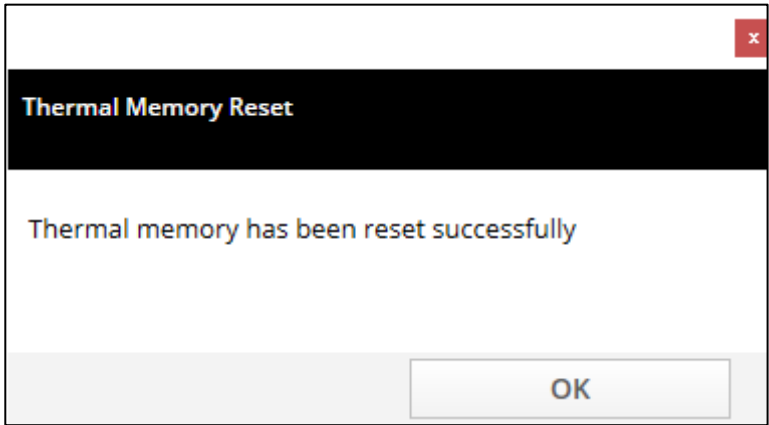 x
Thermal Memory Reset
Thermal memory has been reset successfully
OK